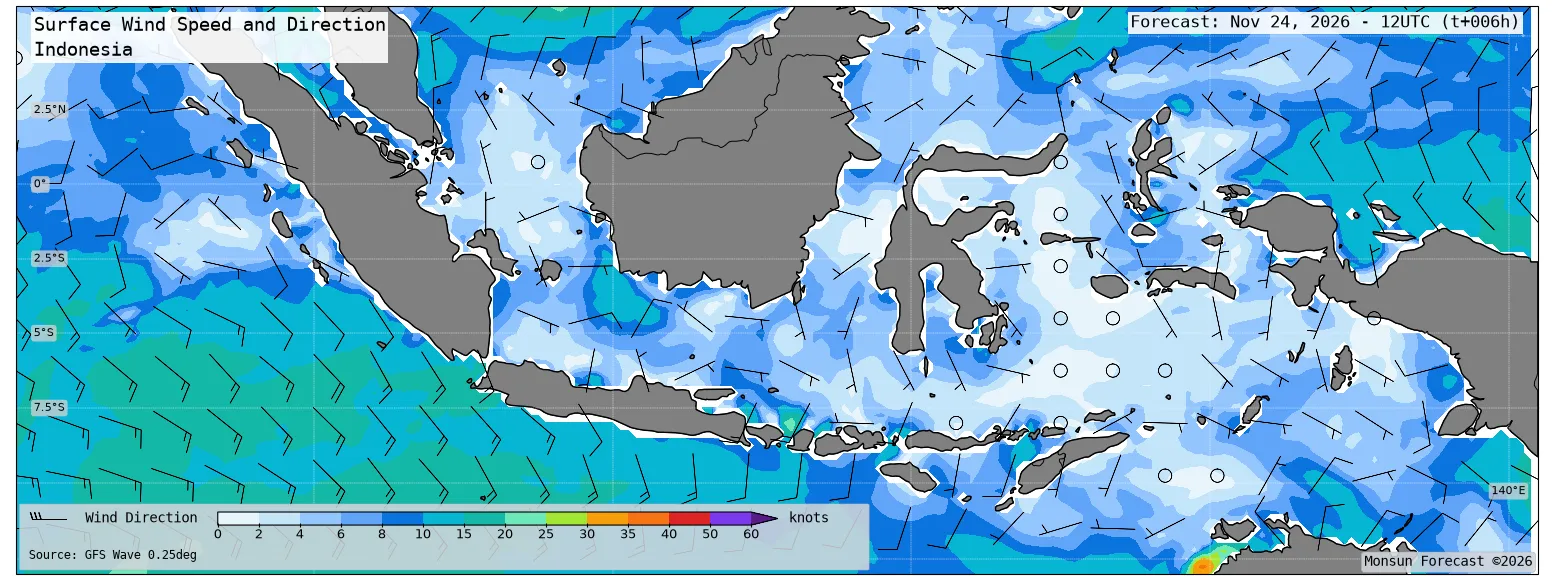 Surface Wind Speed and Direction
Indonesia
Forecast: Nov 24, 2026 - 12UTC (t+006h)
2.5°N
0°
2.5°S
5°S
7.5°S
140°E
Wind Direction
0 2 4 6 8 10 15 20 25 30 35 40 50 60
knots
Source: GFS Wave 0.25deg
Monsun Forecast ©2026